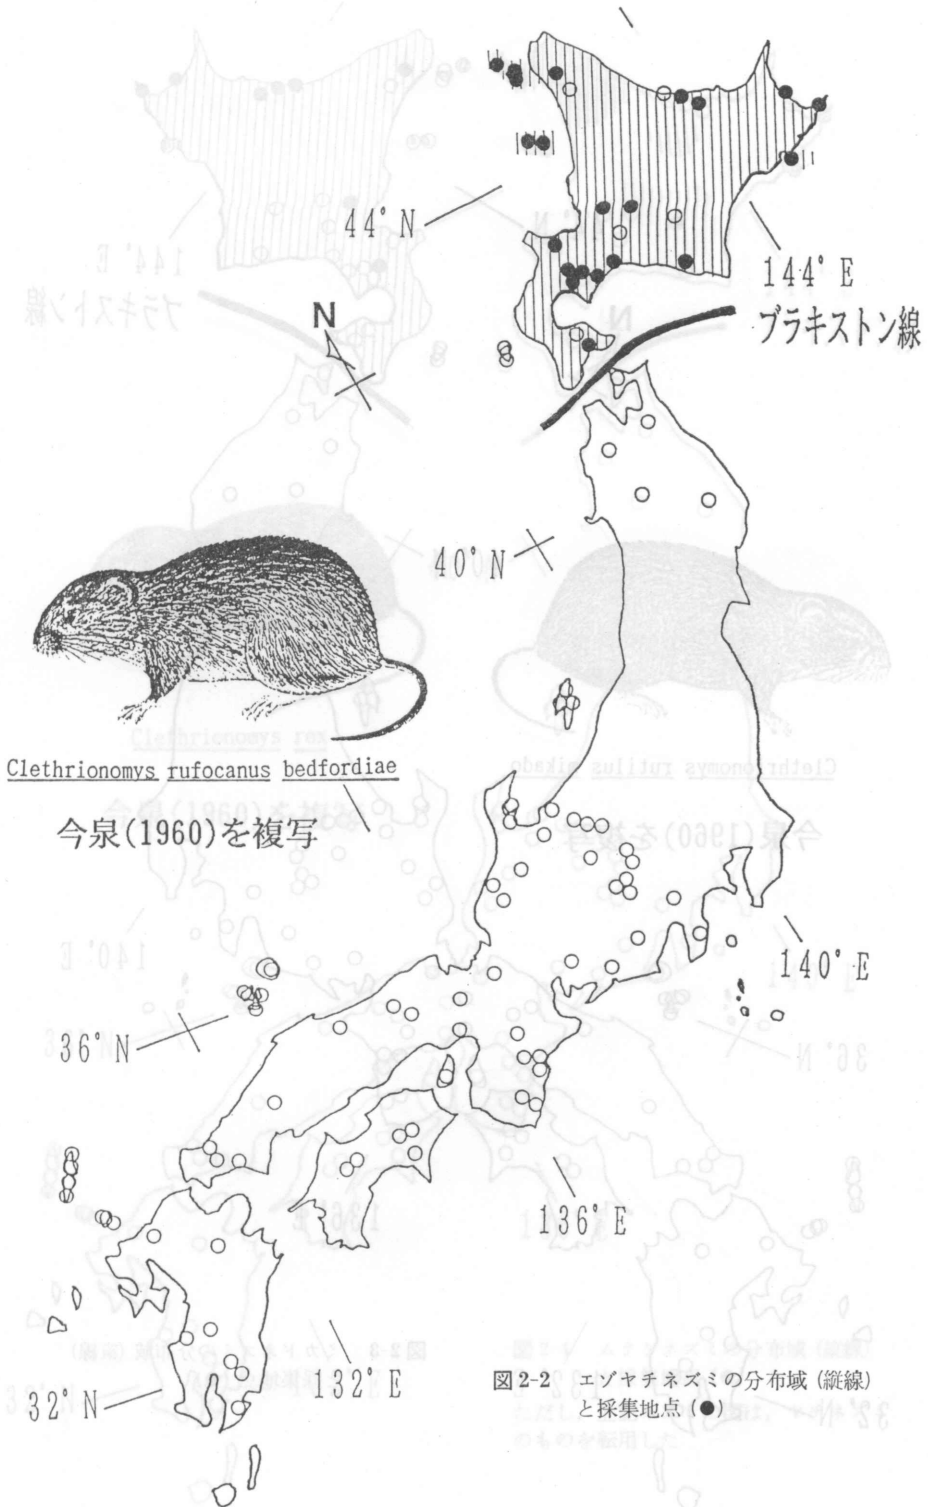 44°N
144°E
ブラキストン線
N
40°N
Clethrionomys rufocanus bedfordiae
今泉(1960)を複写
140°E
36°N
136°E
132°E
32°N
図2-2 エゾヤチネズミの分布域(縦線)
と採集地点(●)